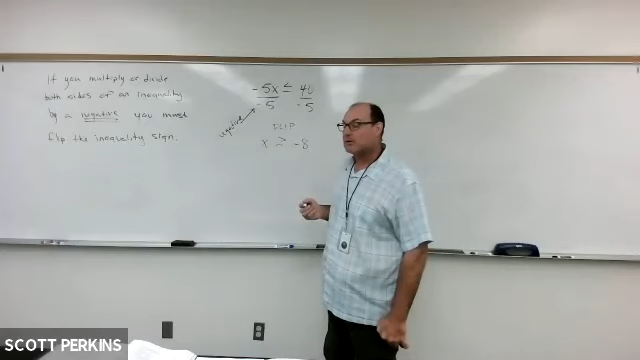 If you multiply or divide
both sides of an inequality
by a negative you must
flip the inequality sign.
-5x ≤ 40
-5 -5
negative
FLIP
x ≥ -8
SCOTT PERKINS